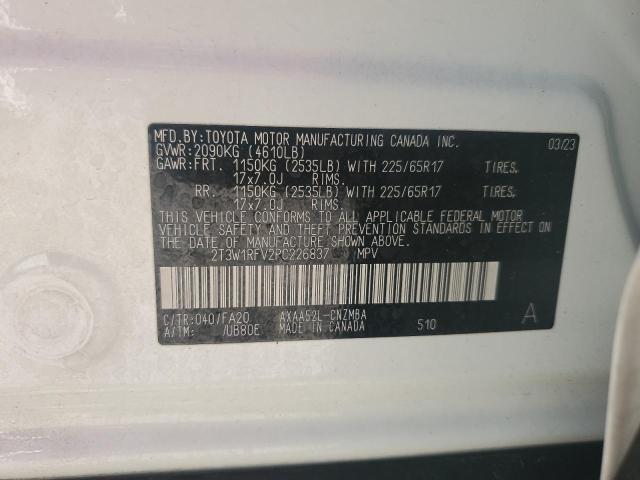 MFD.BY:TOYOTA MOTOR MANUFACTURING CANADA INC. 03/23
GVWR:2090KG (4610LB)
GAWR:FRT. 1150KG (2535LB) WITH 225/65R17 TIRES.
17x7.0J RIMS.
RR. 1150KG (2535LB) WITH 225/65R17 TIRES.
17x7.0J RIMS.
THIS VEHICLE CONFORMS TO ALL APPLICABLE FEDERAL MOTOR
VEHICLE SAFETY AND THEFT PREVENTION STANDARDS IN EFFECT
ON THE DATE OF MANUFACTURE SHOWN ABOVE.
2T3W1RFV2PC226837 MPV
C/TR:040/FA20 AXAA52L-CNZMBA
A/TM: /UB80E MADE IN CANADA 510 A